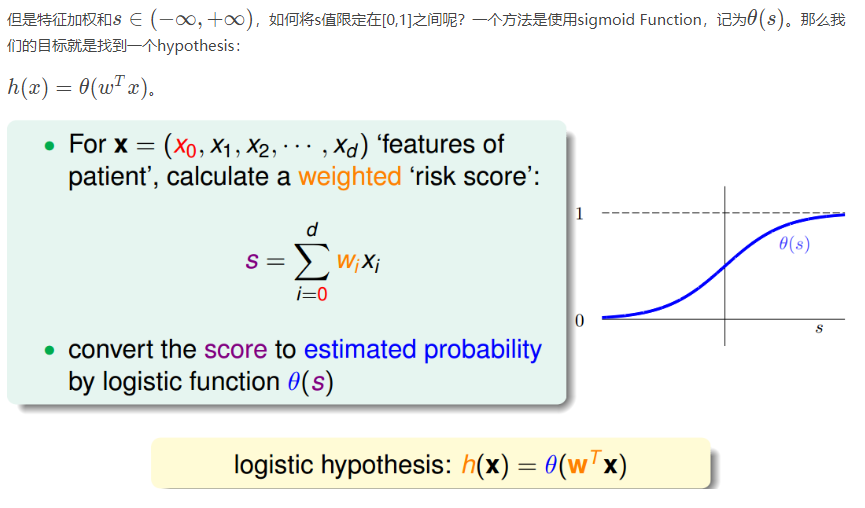 但是特征加权和$s \in (-\infty, +\infty)$，如何将s值限定在[0,1]之间呢？一个方法是使用sigmoid Function，记为$\theta(s)$。那么我
们的目标就是找到一个hypothesis：
$h(x) = \theta(w^T x)$。
• For $\mathbf{x} = (x_0, x_1, x_2, \cdots, x_d)$ ‘features of
patient’, calculate a weighted ‘risk score’:
$s = \sum_{i=0}^{d} w_i x_i$
• convert the score to estimated probability
by logistic function $\theta(s)$
1
$\theta(s)$
0
s
logistic hypothesis: $h(\mathbf{x}) = \theta(\mathbf{w}^T \mathbf{x})$